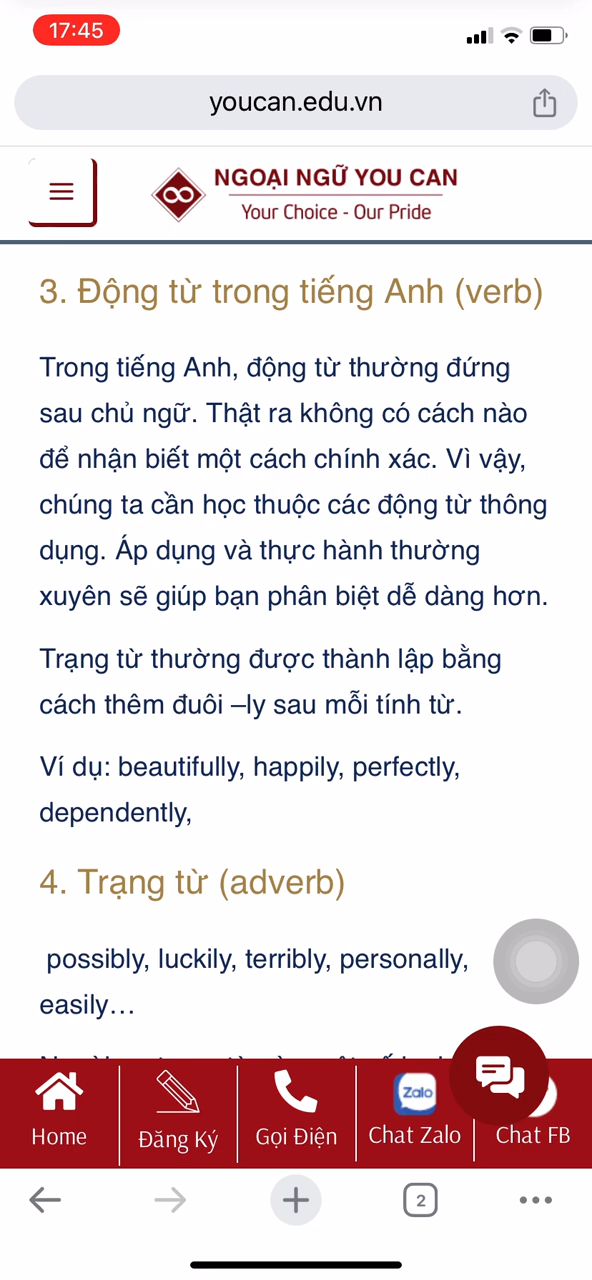 17:45
youcan.edu.vn
NGOẠI NGỮ YOU CAN
Your Choice - Our Pride
3. Động từ trong tiếng Anh (verb)
Trong tiếng Anh, động từ thường đứng
sau chủ ngữ. Thật ra không có cách nào
để nhận biết một cách chính xác. Vì vậy,
chúng ta cần học thuộc các động từ thông
dụng. Áp dụng và thực hành thường
xuyên sẽ giúp bạn phân biệt dễ dàng hơn.
Trạng từ thường được thành lập bằng
cách thêm đuôi –ly sau mỗi tính từ.
Ví dụ: beautifully, happily, perfectly,
dependently,
4. Trạng từ (adverb)
possibly, luckily, terribly, personally,
easily…
Home
Đăng Ký
Gọi Điện
Zalo
Chat Zalo
Chat FB
2